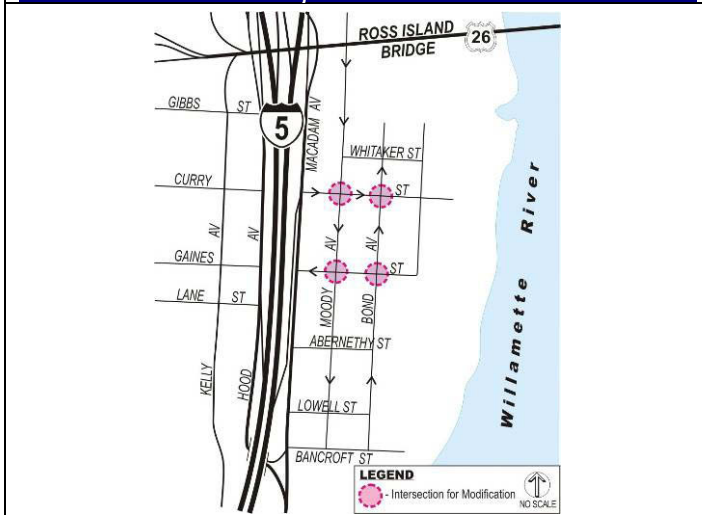 ROSS ISLAND
BRIDGE
26
GIBBS ST
5
MACADAM AV
WHITAKER ST
CURRY
ST
AV
AV
AV
AV
GAINES
ST
LANE ST
MOODY
BOND
ABERNETHY ST
KELLY
HOOD
LOWELL ST
BANCROFT ST
Willamette River
LEGEND
- Intersection for Modification
NO SCALE